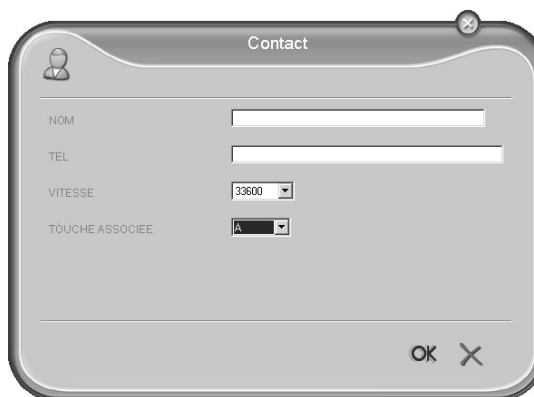 Contact
NOM
TEL
VITESSE 33600
TOUCHE ASSOCIEE A
OK